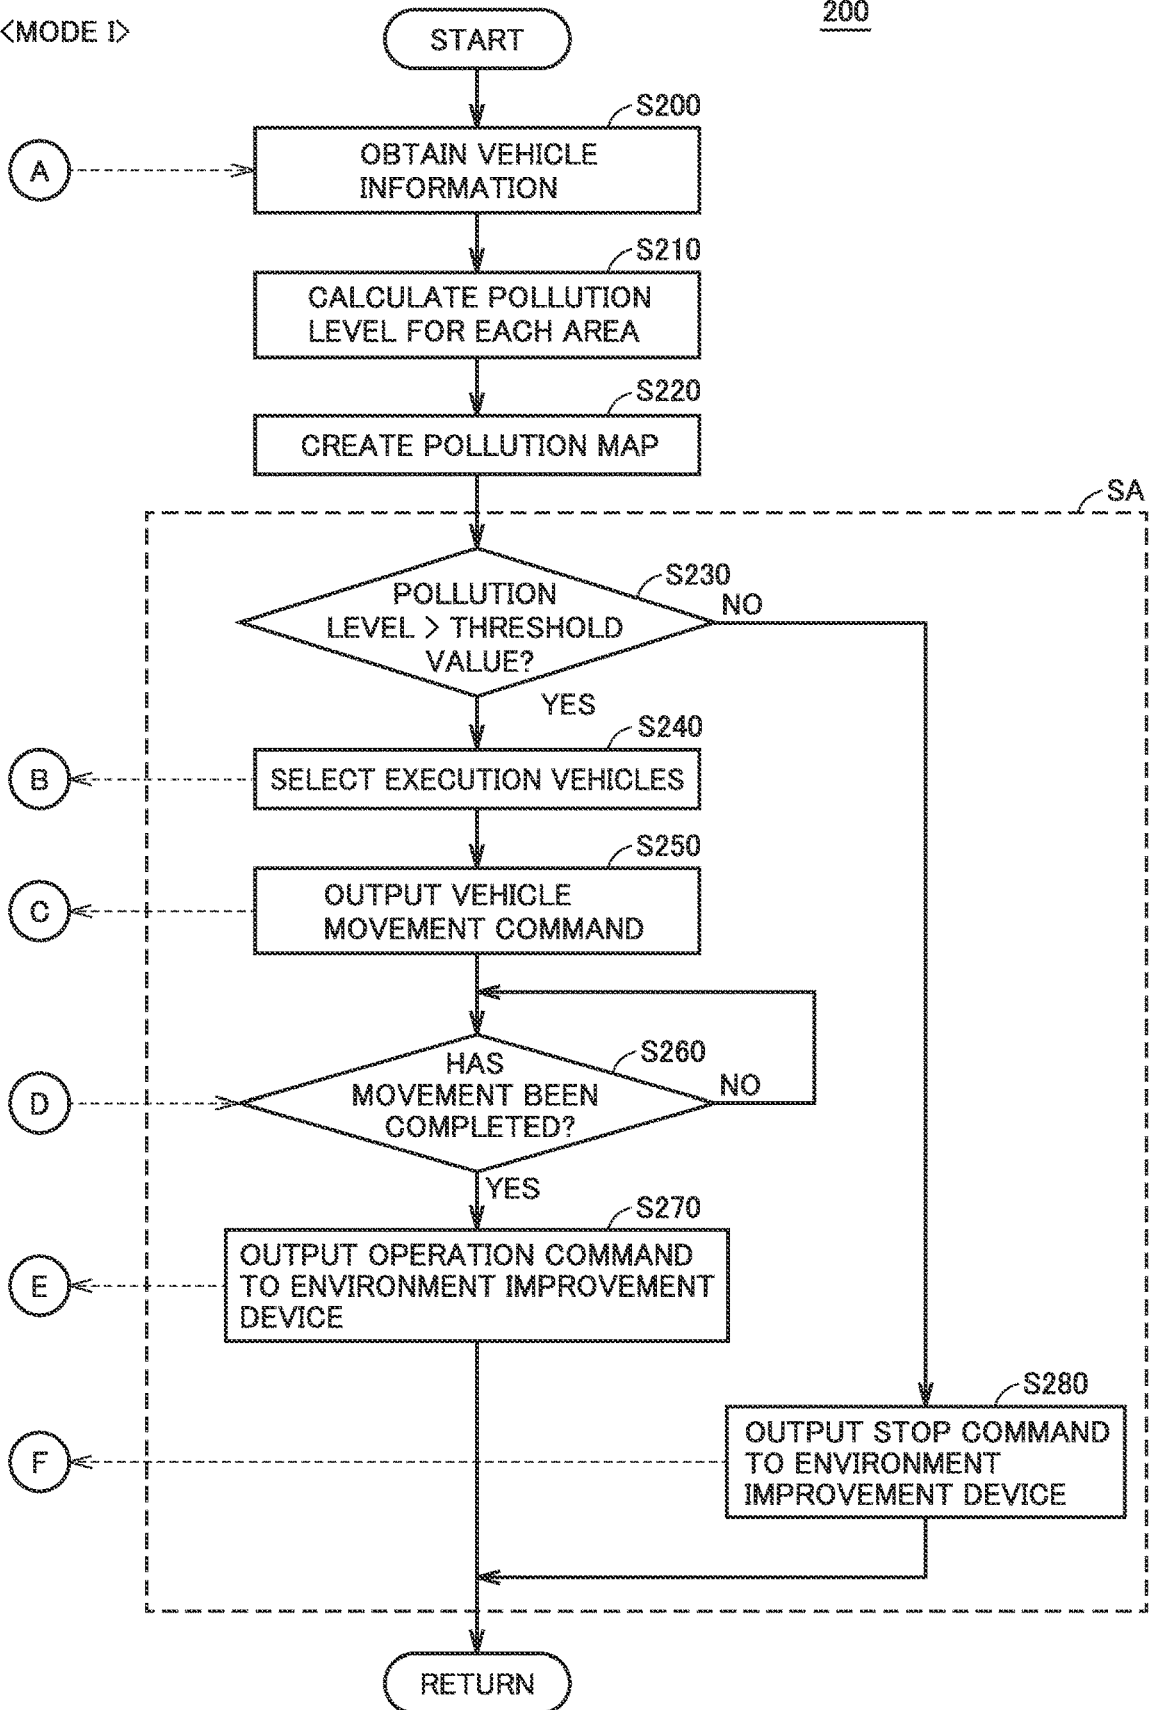 <MODE I>
200
START
S200
A
OBTAIN VEHICLE
INFORMATION
S210
CALCULATE POLLUTION
LEVEL FOR EACH AREA
S220
CREATE POLLUTION MAP
SA
S230
POLLUTION
LEVEL > THRESHOLD
VALUE?
NO
YES
S240
B
SELECT EXECUTION VEHICLES
S250
C
OUTPUT VEHICLE
MOVEMENT COMMAND
S260
D
HAS
MOVEMENT BEEN
COMPLETED?
NO
YES
S270
E
OUTPUT OPERATION COMMAND
TO ENVIRONMENT IMPROVEMENT
DEVICE
S280
F
OUTPUT STOP COMMAND
TO ENVIRONMENT
IMPROVEMENT DEVICE
RETURN